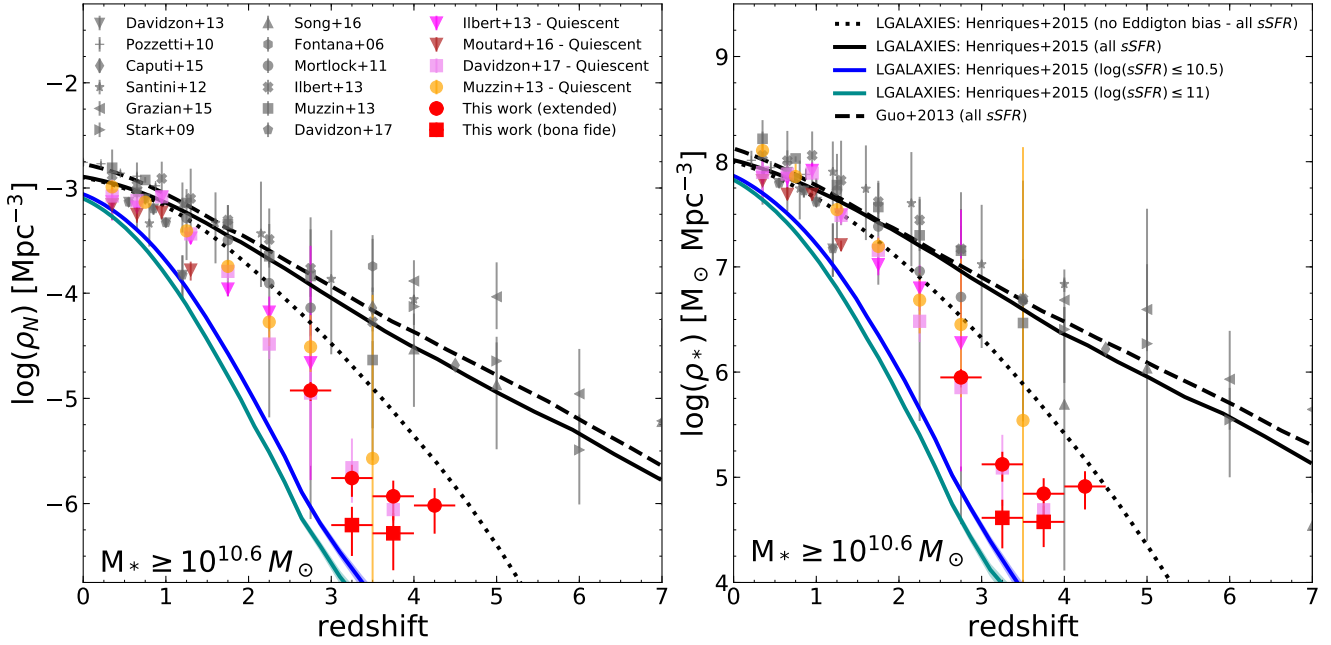 Davidzon+13
Pozzetti+10
Caputi+15
Santini+12
Grazian+15
Stark+09
Song+16
Fontana+06
Mortlock+11
Ilbert+13
Muzzin+13
Davidzon+17
Ilbert+13 - Quiescent
Moutard+16 - Quiescent
Davidzon+17 - Quiescent
Muzzin+13 - Quiescent
This work (extended)
This work (bona fide)
−2
−3
−4
−5
−6
log(ρN) [Mpc−3]
M* ≥ 10^10.6 M⊙
0 1 2 3 4 5 6 7
redshift
LGALAXIES: Henriques+2015 (no Eddigton bias - all sSFR)
LGALAXIES: Henriques+2015 (all sSFR)
LGALAXIES: Henriques+2015 (log(sSFR) ≤ 10.5)
LGALAXIES: Henriques+2015 (log(sSFR) ≤ 11)
Guo+2013 (all sSFR)
9
8
7
6
5
4
log(ρ*) [M⊙ Mpc−3]
M* ≥ 10^10.6 M⊙
0 1 2 3 4 5 6 7
redshift